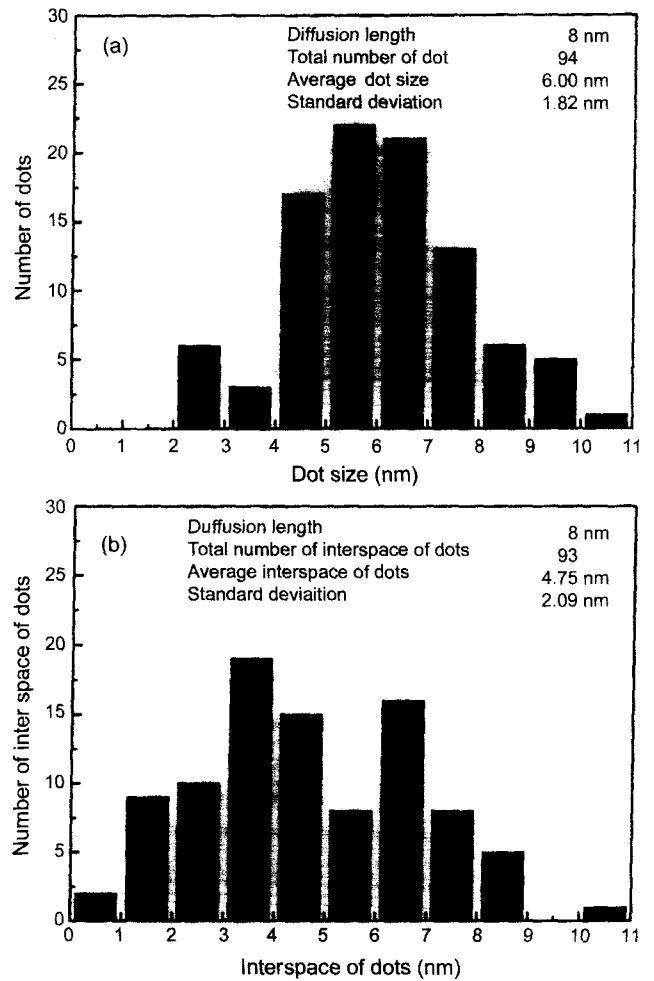 30
25
20
15
10
5
0
Number of dots
(a)
Diffusion length 8 nm
Total number of dot 94
Average dot size 6.00 nm
Standard deviation 1.82 nm
0 1 2 3 4 5 6 7 8 9 10 11
Dot size (nm)
30
25
20
15
10
5
0
Number of inter space of dots
(b)
Duffusion length 8 nm
Total number of interspace of dots 93
Average interspace of dots 4.75 nm
Standard deviaition 2.09 nm
0 1 2 3 4 5 6 7 8 9 10 11
Interspace of dots (nm)